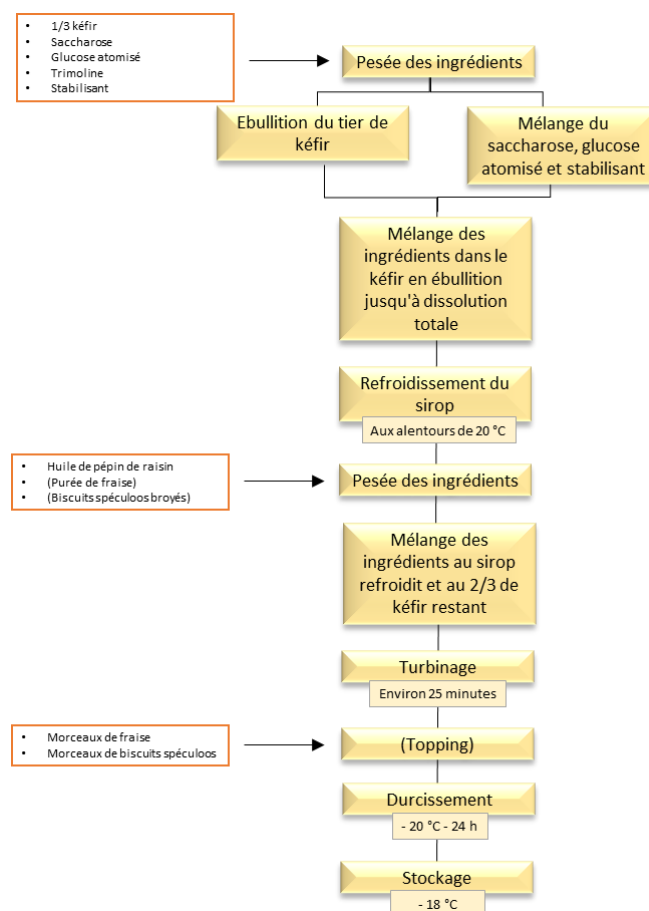 1/3 kéfir
Saccharose
Glucose atomisé
Trimoline
Stabilisant
Pesée des ingrédients
Ebullition du tier de
kéfir
Mélange du
saccharose, glucose
atomisé et stabilisant
Mélange des
ingrédients dans le
kéfir en ébullition
jusqu'à dissolution
totale
Refroidissement du
sirop
Aux alentours de 20 °C
Huile de pépin de raisin
(Purée de fraise)
(Biscuits spéculoos broyés)
Pesée des ingrédients
Mélange des
ingrédients au sirop
refroidit et au 2/3 de
kéfir restant
Turbinage
Environ 25 minutes
Morceaux de fraise
Morceaux de biscuits spéculoos
(Topping)
Durcissement
- 20 °C - 24 h
Stockage
- 18 °C